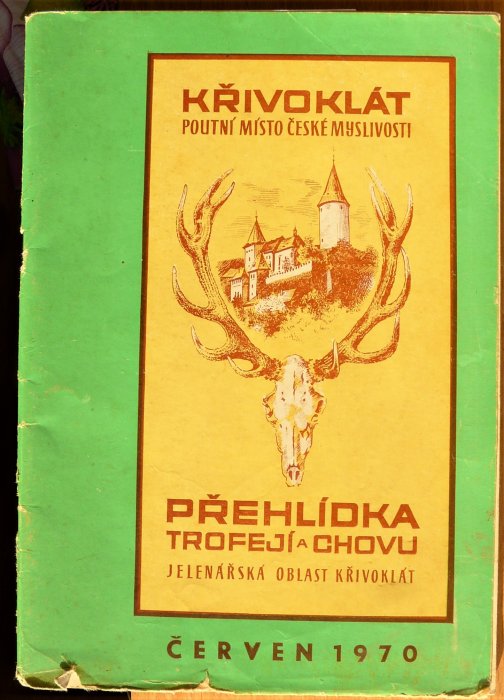 KŘIVOKLÁT
POUTNÍ MÍSTO ČESKÉ MYSLIVOSTI
PŘEHLÍDKA
TROFEJÍ A CHOVU
JELENÁŘSKÁ OBLAST KŘIVOKLÁT
ČERVEN 1970